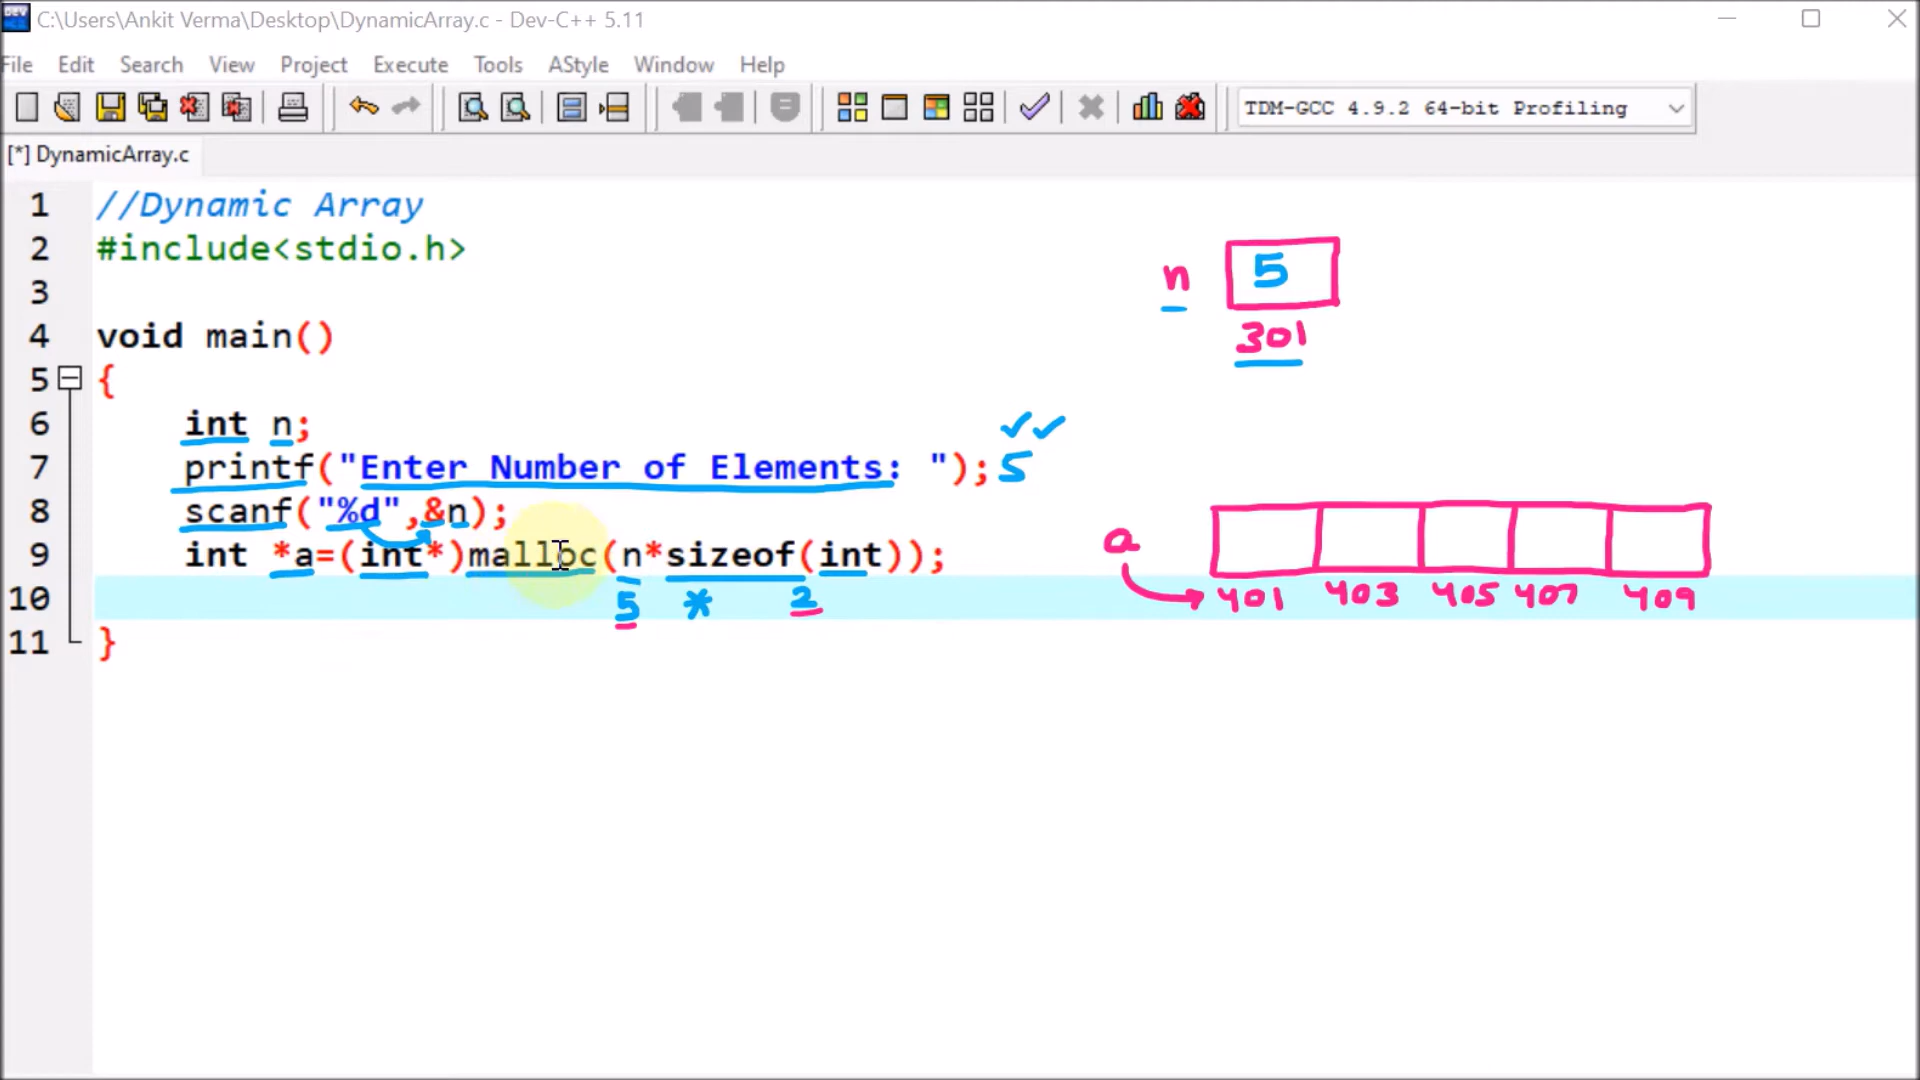 C:\Users\Ankit Verma\Desktop\DynamicArray.c - Dev-C++ 5.11
File Edit Search View Project Execute Tools AStyle Window Help
TDM-GCC 4.9.2 64-bit Profiling
[*] DynamicArray.c
1 //Dynamic Array
2 #include<stdio.h>
3
4 void main()
5 {
6 int n;
7 printf("Enter Number of Elements: "); 5
8 scanf("%d",&n);
9 int *a=(int*)malloc(n*sizeof(int));
10 5 * 2
11 }
n 5
301
a
401 403 405 407 409